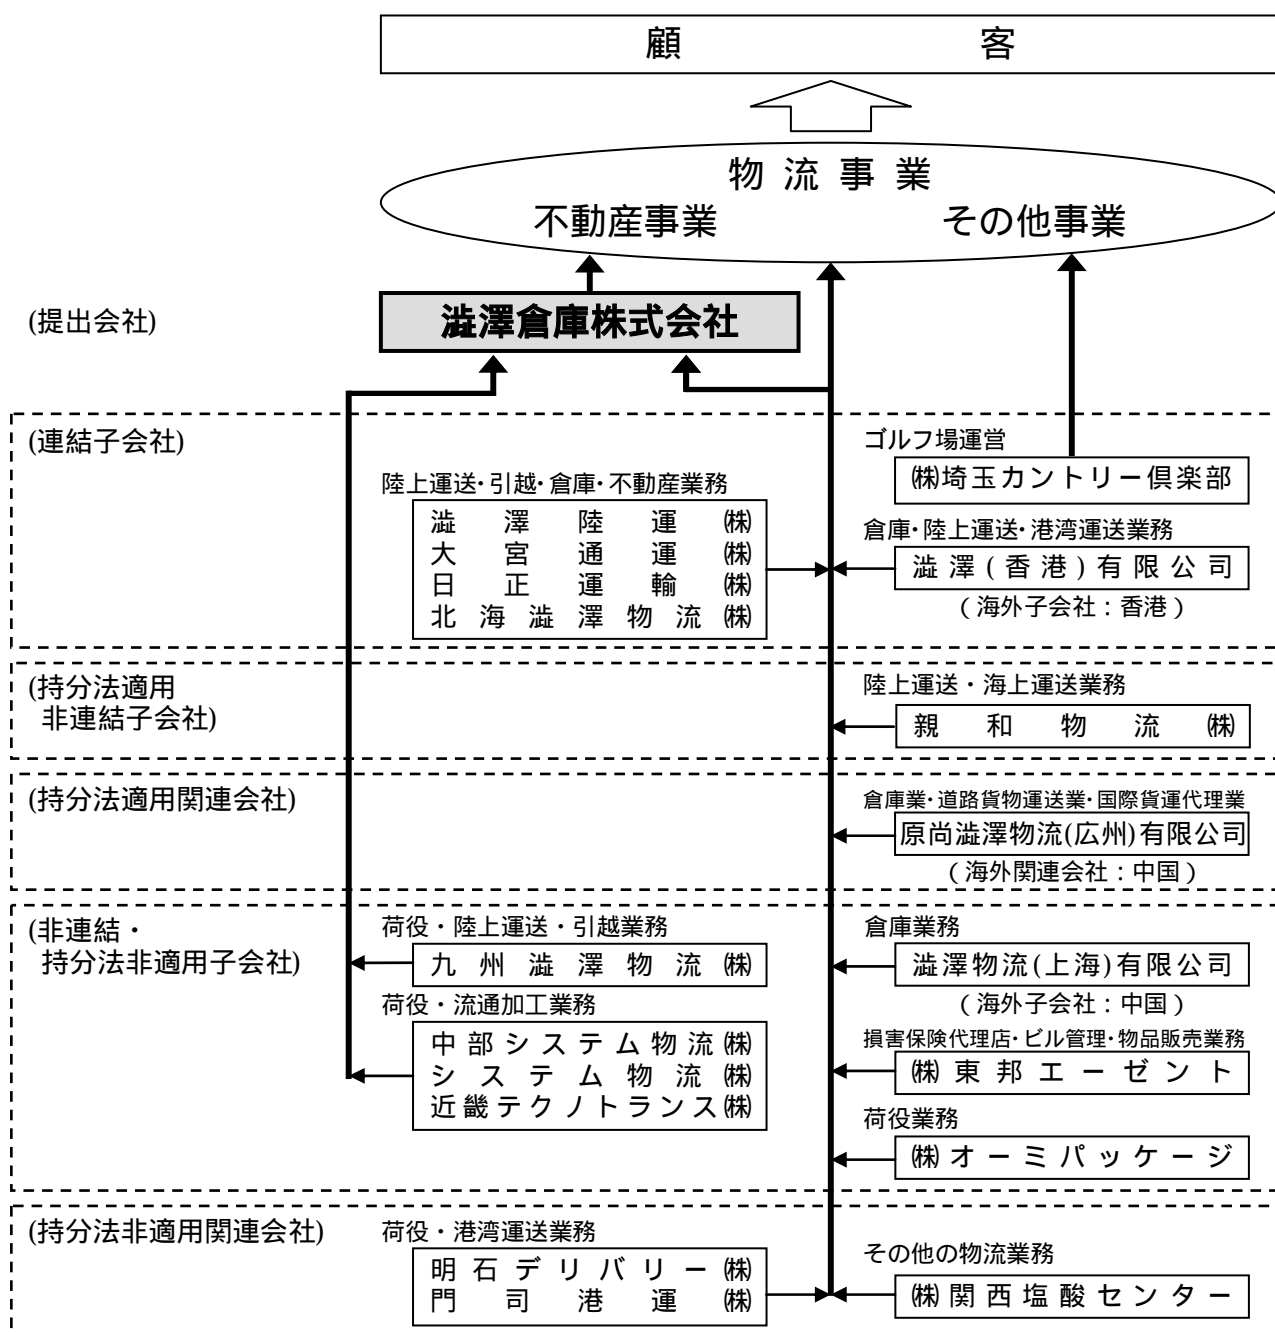 顧客
物流事業
不動産事業 その他事業
(提出会社)
澁澤倉庫株式会社
(連結子会社)
陸上運送・引越・倉庫・不動産業務
澁澤陸運㈱
大宮通運㈱
日正運輸㈱
北海澁澤物流㈱
ゴルフ場運営
㈱埼玉カントリー倶楽部
倉庫・陸上運送・港湾運送業務
澁澤(香港)有限公司
(海外子会社:香港)
(持分法適用
非連結子会社)
陸上運送・海上運送業務
親和物流㈱
(持分法適用関連会社)
倉庫業・道路貨物運送業・国際貨運代理業
原尚澁澤物流(広州)有限公司
(海外関連会社:中国)
(非連結・
持分法非適用子会社)
荷役・陸上運送・引越業務
九州澁澤物流㈱
荷役・流通加工業務
中部システム物流㈱
システム物流㈱
近畿テクノトランス㈱
倉庫業務
澁澤物流(上海)有限公司
(海外子会社:中国)
損害保険代理店・ビル管理・物品販売業務
㈱東邦エーゼント
荷役業務
㈱オーミパッケージ
(持分法非適用関連会社)
荷役・港湾運送業務
明石デリバリー㈱
門司港運㈱
その他の物流業務
㈱関西塩酸センター